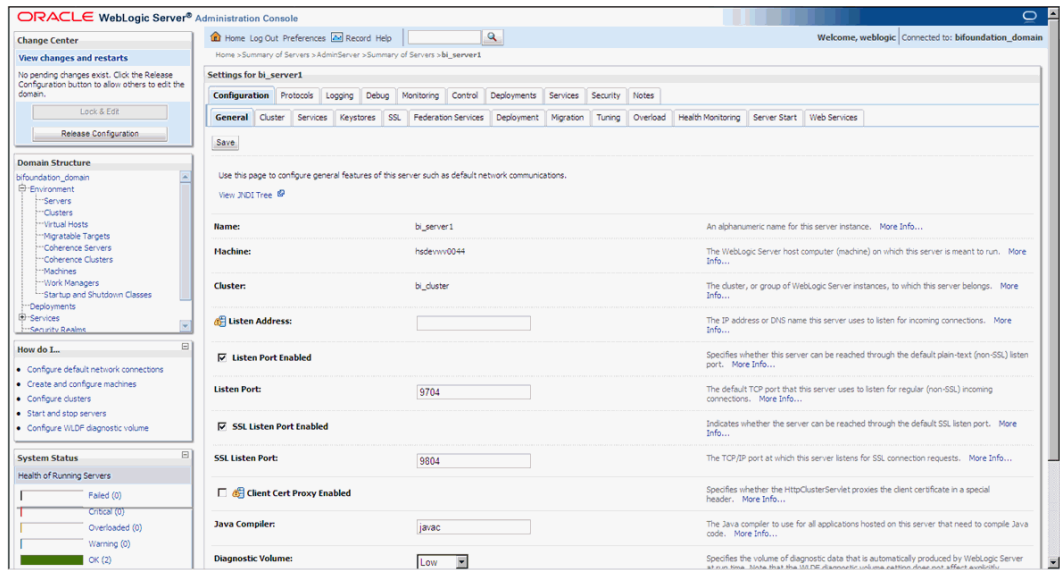 ORACLE WebLogic Server® Administration Console
Change Center
View changes and restarts
No pending changes exist. Click the Release
Configuration button to allow others to edit the
domain.
Lock & Edit
Release Configuration
Domain Structure
bifoundation_domain
Environment
Servers
Clusters
Virtual Hosts
Migratable Targets
Coherence Servers
Coherence Clusters
Machines
Work Managers
Startup and Shutdown Classes
Deployments
Services
Security Realms
How do I...
Configure default network connections
Create and configure machines
Configure clusters
Start and stop servers
Configure WLDF diagnostic volume
System Status
Health of Running Servers
Failed (0)
Critical (0)
Overloaded (0)
Warning (0)
OK (2)
Home Log Out Preferences Record Help
Welcome, weblogic Connected to: bifoundation_domain
Home >Summary of Servers >AdminServer >Summary of Servers >bi_server1
Settings for bi_server1
Configuration Protocols Logging Debug Monitoring Control Deployments Services Security Notes
General Cluster Services Keystores SSL Federation Services Deployment Migration Tuning Overload Health Monitoring Server Start Web Services
Save
Use this page to configure general features of this server such as default network communications.
View JNDI Tree
Name: bi_server1 An alphanumeric name for this server instance. More Info...
Machine: hsdevwv0044 The WebLogic Server host computer (machine) on which this server is meant to run. More
Info...
Cluster: bi_cluster The cluster, or group of WebLogic Server instances, to which this server belongs. More
Info...
Listen Address: The IP address or DNS name this server uses to listen for incoming connections. More
Info...
Listen Port Enabled Specifies whether this server can be reached through the default plain-text (non-SSL) listen
port. More Info...
Listen Port: 9704 The default TCP port that this server uses to listen for regular (non-SSL) incoming
connections. More Info...
SSL Listen Port Enabled Indicates whether the server can be reached through the default SSL listen port. More
Info...
SSL Listen Port: 9804 The TCP/IP port at which this server listens for SSL connection requests. More Info...
Client Cert Proxy Enabled Specifies whether the HttpClusterServlet proxies the client certificate in a special
header. More Info...
Java Compiler: javac The Java compiler to use for all applications hosted on this server that need to compile Java
code. More Info...
Diagnostic Volume: Low Specifies the volume of diagnostic data that is automatically produced by WebLogic Server
at run time. Note that the WLDF diagnostic volume setting does not affect explicitly